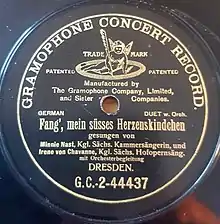 GRAMOPHONE CONCERT RECORD.
TRADE MARK
PATENTED PATENTED
Manufactured by
The Gramophone Company, Limited,
and Sister Companies.
GERMAN DUET w. Orch.
Fang', mein süsses Herzenskindchen
gesungen von
Minnie Nast, Kgl. Sächs. Kammersängerin, und
Irene von Chavanne, Kgl. Sächs. Hofopernsäng.
mit Orchesterbegleitung
DRESDEN.
G.C.-2-44437